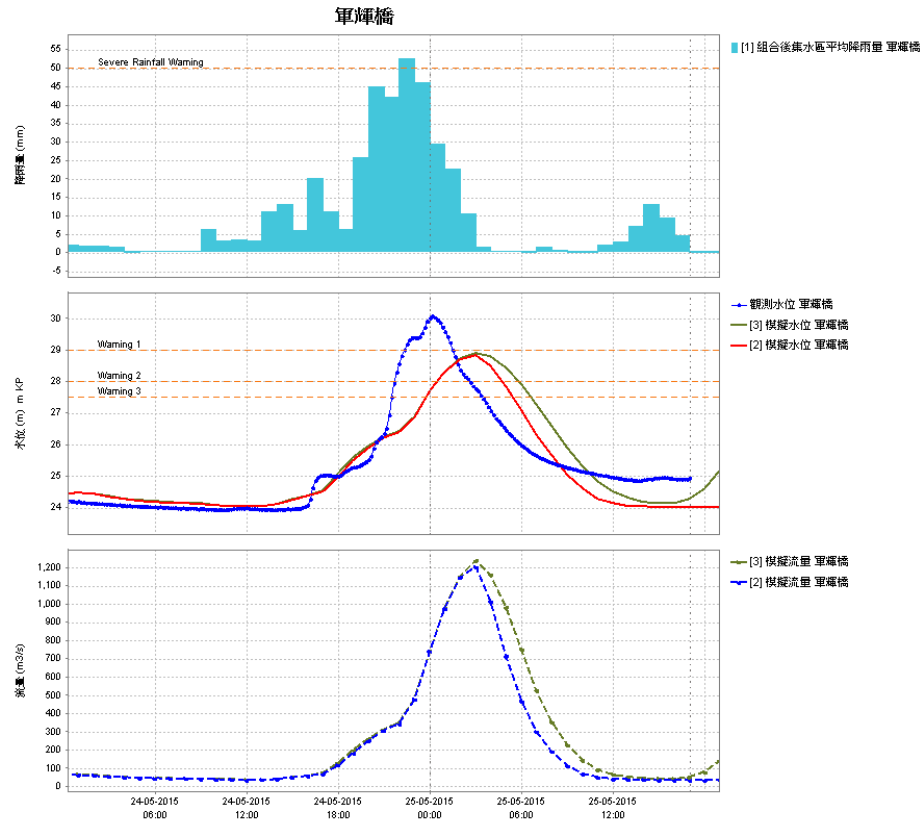 軍輝橋
55
50
45
40
35
30
25
20
15
10
5
0
-5
降雨量 (mm)
Severe Rainfall Warning
[1] 組合後集水區平均降雨量 軍輝橋
30
29
28
27
26
25
24
水位 (m) m KP
Warning 1
Warning 2
Warning 3
觀測水位 軍輝橋
[3] 模擬水位 軍輝橋
[2] 模擬水位 軍輝橋
1,200
1,100
1,000
900
800
700
600
500
400
300
200
100
0
流量 (m3/s)
[3] 模擬流量 軍輝橋
[2] 模擬流量 軍輝橋
24-05-2015 06:00
24-05-2015 12:00
24-05-2015 18:00
25-05-2015 00:00
25-05-2015 06:00
25-05-2015 12:00